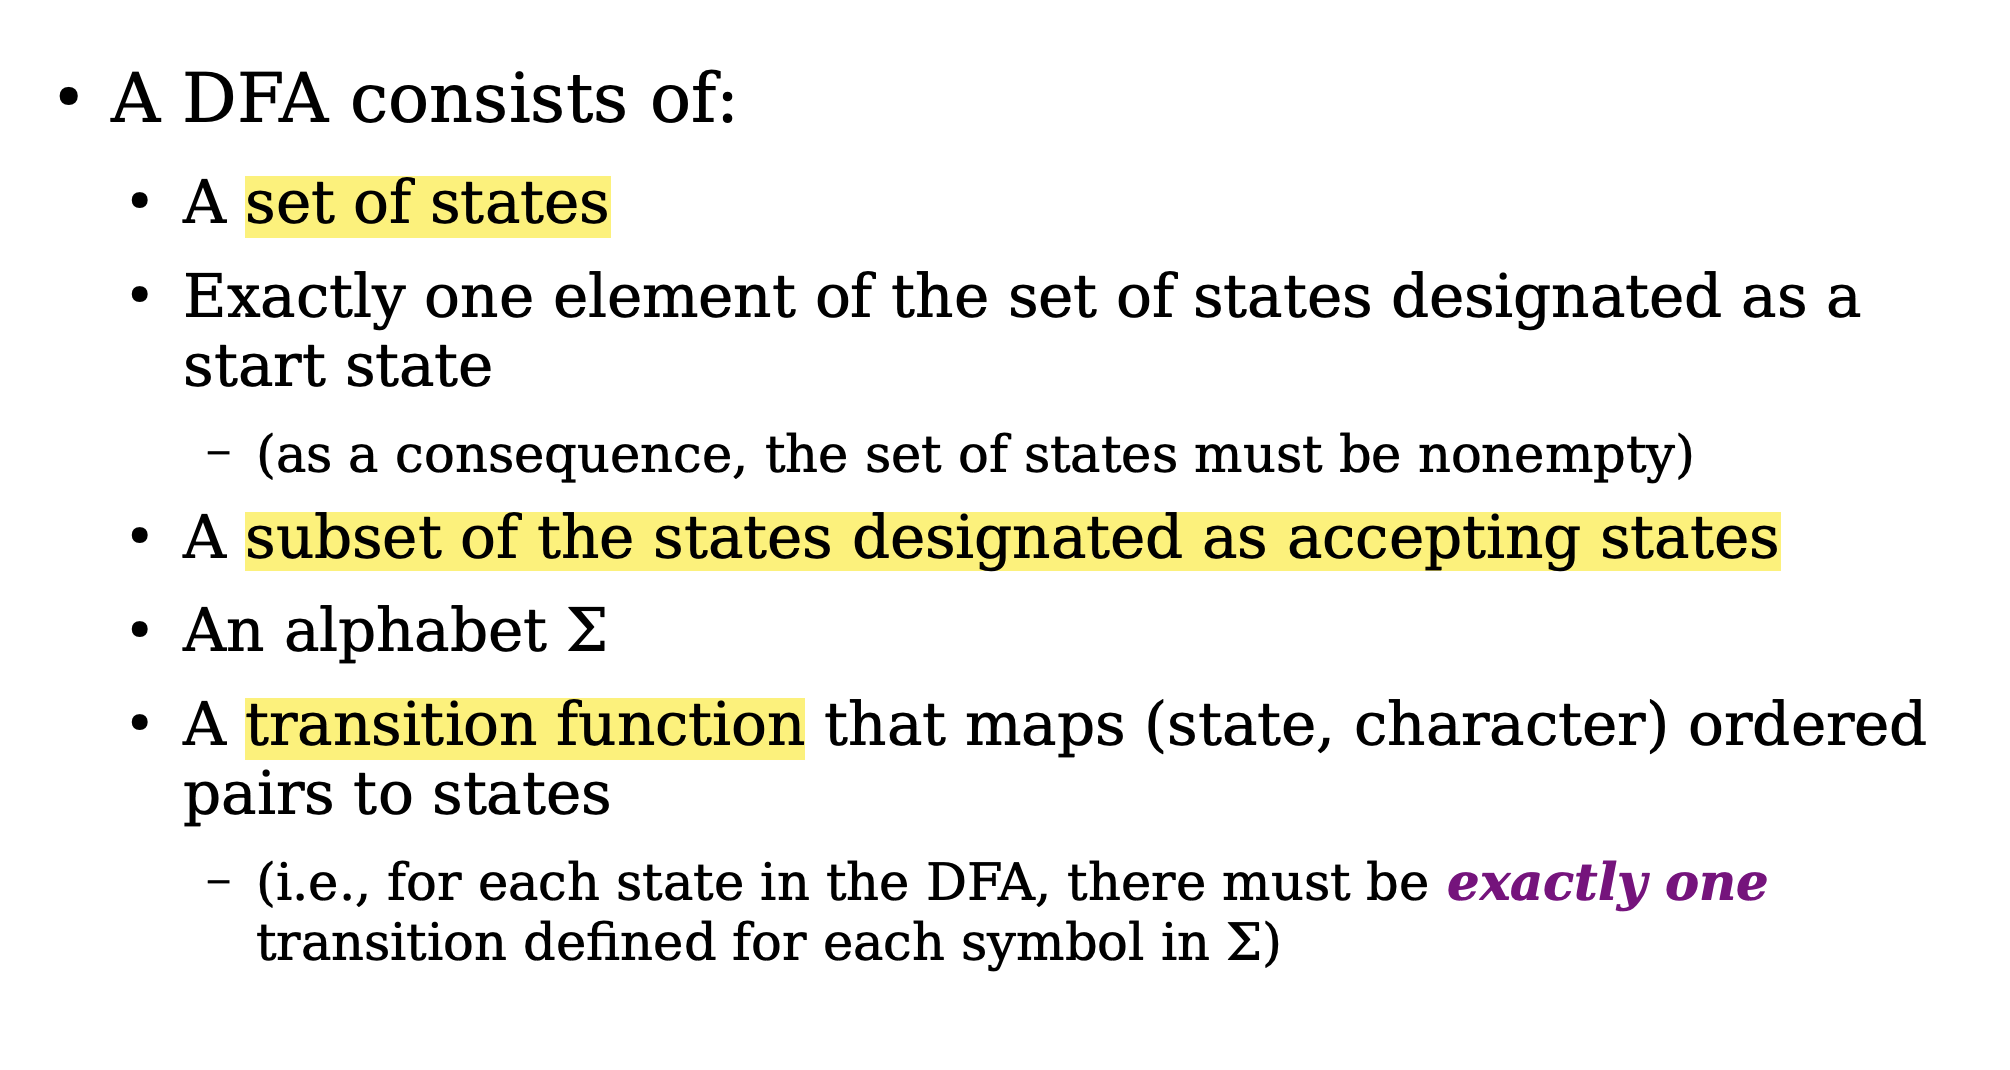 • A DFA consists of:
• A set of states
• Exactly one element of the set of states designated as a
start state
– (as a consequence, the set of states must be nonempty)
• A subset of the states designated as accepting states
• An alphabet Σ
• A transition function that maps (state, character) ordered
pairs to states
– (i.e., for each state in the DFA, there must be exactly one
transition defined for each symbol in Σ)